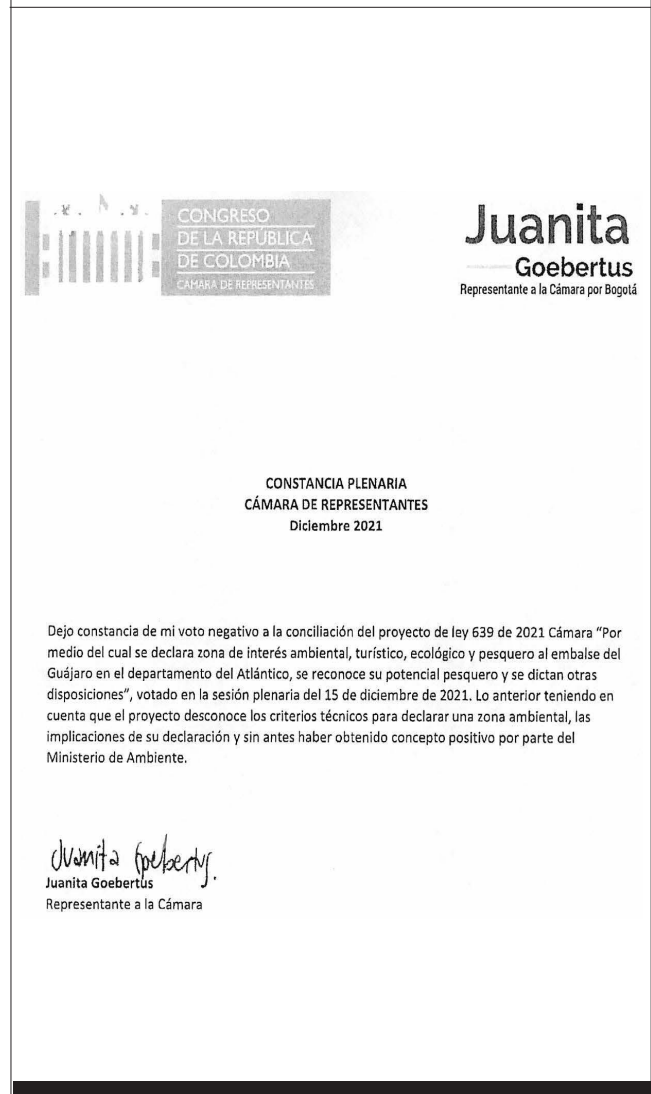 CONGRESO
DE LA REPÚBLICA
DE COLOMBIA
CÁMARA DE REPRESENTANTES
Juanita
Goebertus
Representante a la Cámara por Bogotá
CONSTANCIA PLENARIA
CÁMARA DE REPRESENTANTES
Diciembre 2021
Dejo constancia de mi voto negativo a la conciliación del proyecto de ley 639 de 2021 Cámara “Por
medio del cual se declara zona de interés ambiental, turístico, ecológico y pesquero al embalse del
Guájaro en el departamento del Atlántico, se reconoce su potencial pesquero y se dictan otras
disposiciones”, votado en la sesión plenaria del 15 de diciembre de 2021. Lo anterior teniendo en
cuenta que el proyecto desconoce los criterios técnicos para declarar una zona ambiental, las
implicaciones de su declaración y sin antes haber obtenido concepto positivo por parte del
Ministerio de Ambiente.
Juanita Goebertus.
Juanita Goebertus
Representante a la Cámara